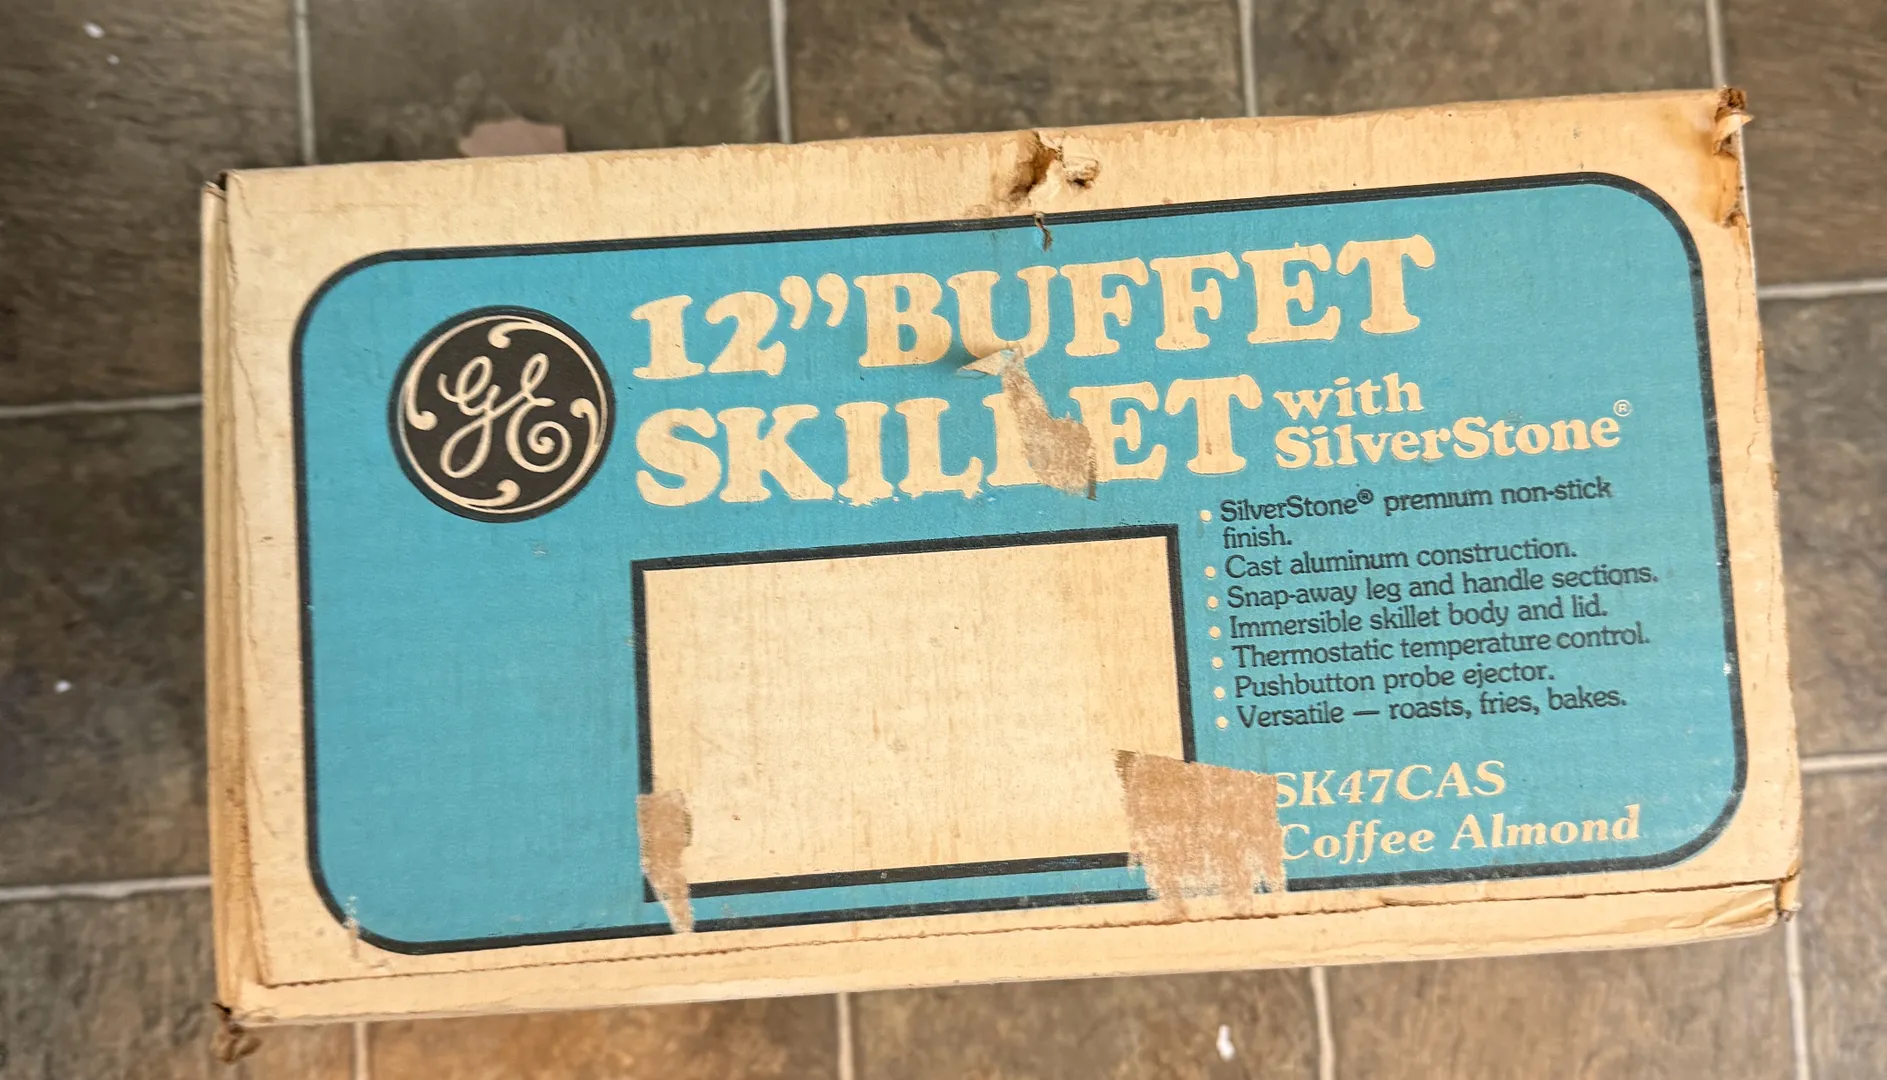 GE
12” BUFFET
SKILLET with
SilverStone®
• SilverStone® premium non-stick
finish.
• Cast aluminum construction.
• Snap-away leg and handle sections.
• Immersible skillet body and lid.
• Thermostatic temperature control.
• Pushbutton probe ejector.
• Versatile — roasts, fries, bakes.
SK47CAS
Coffee Almond